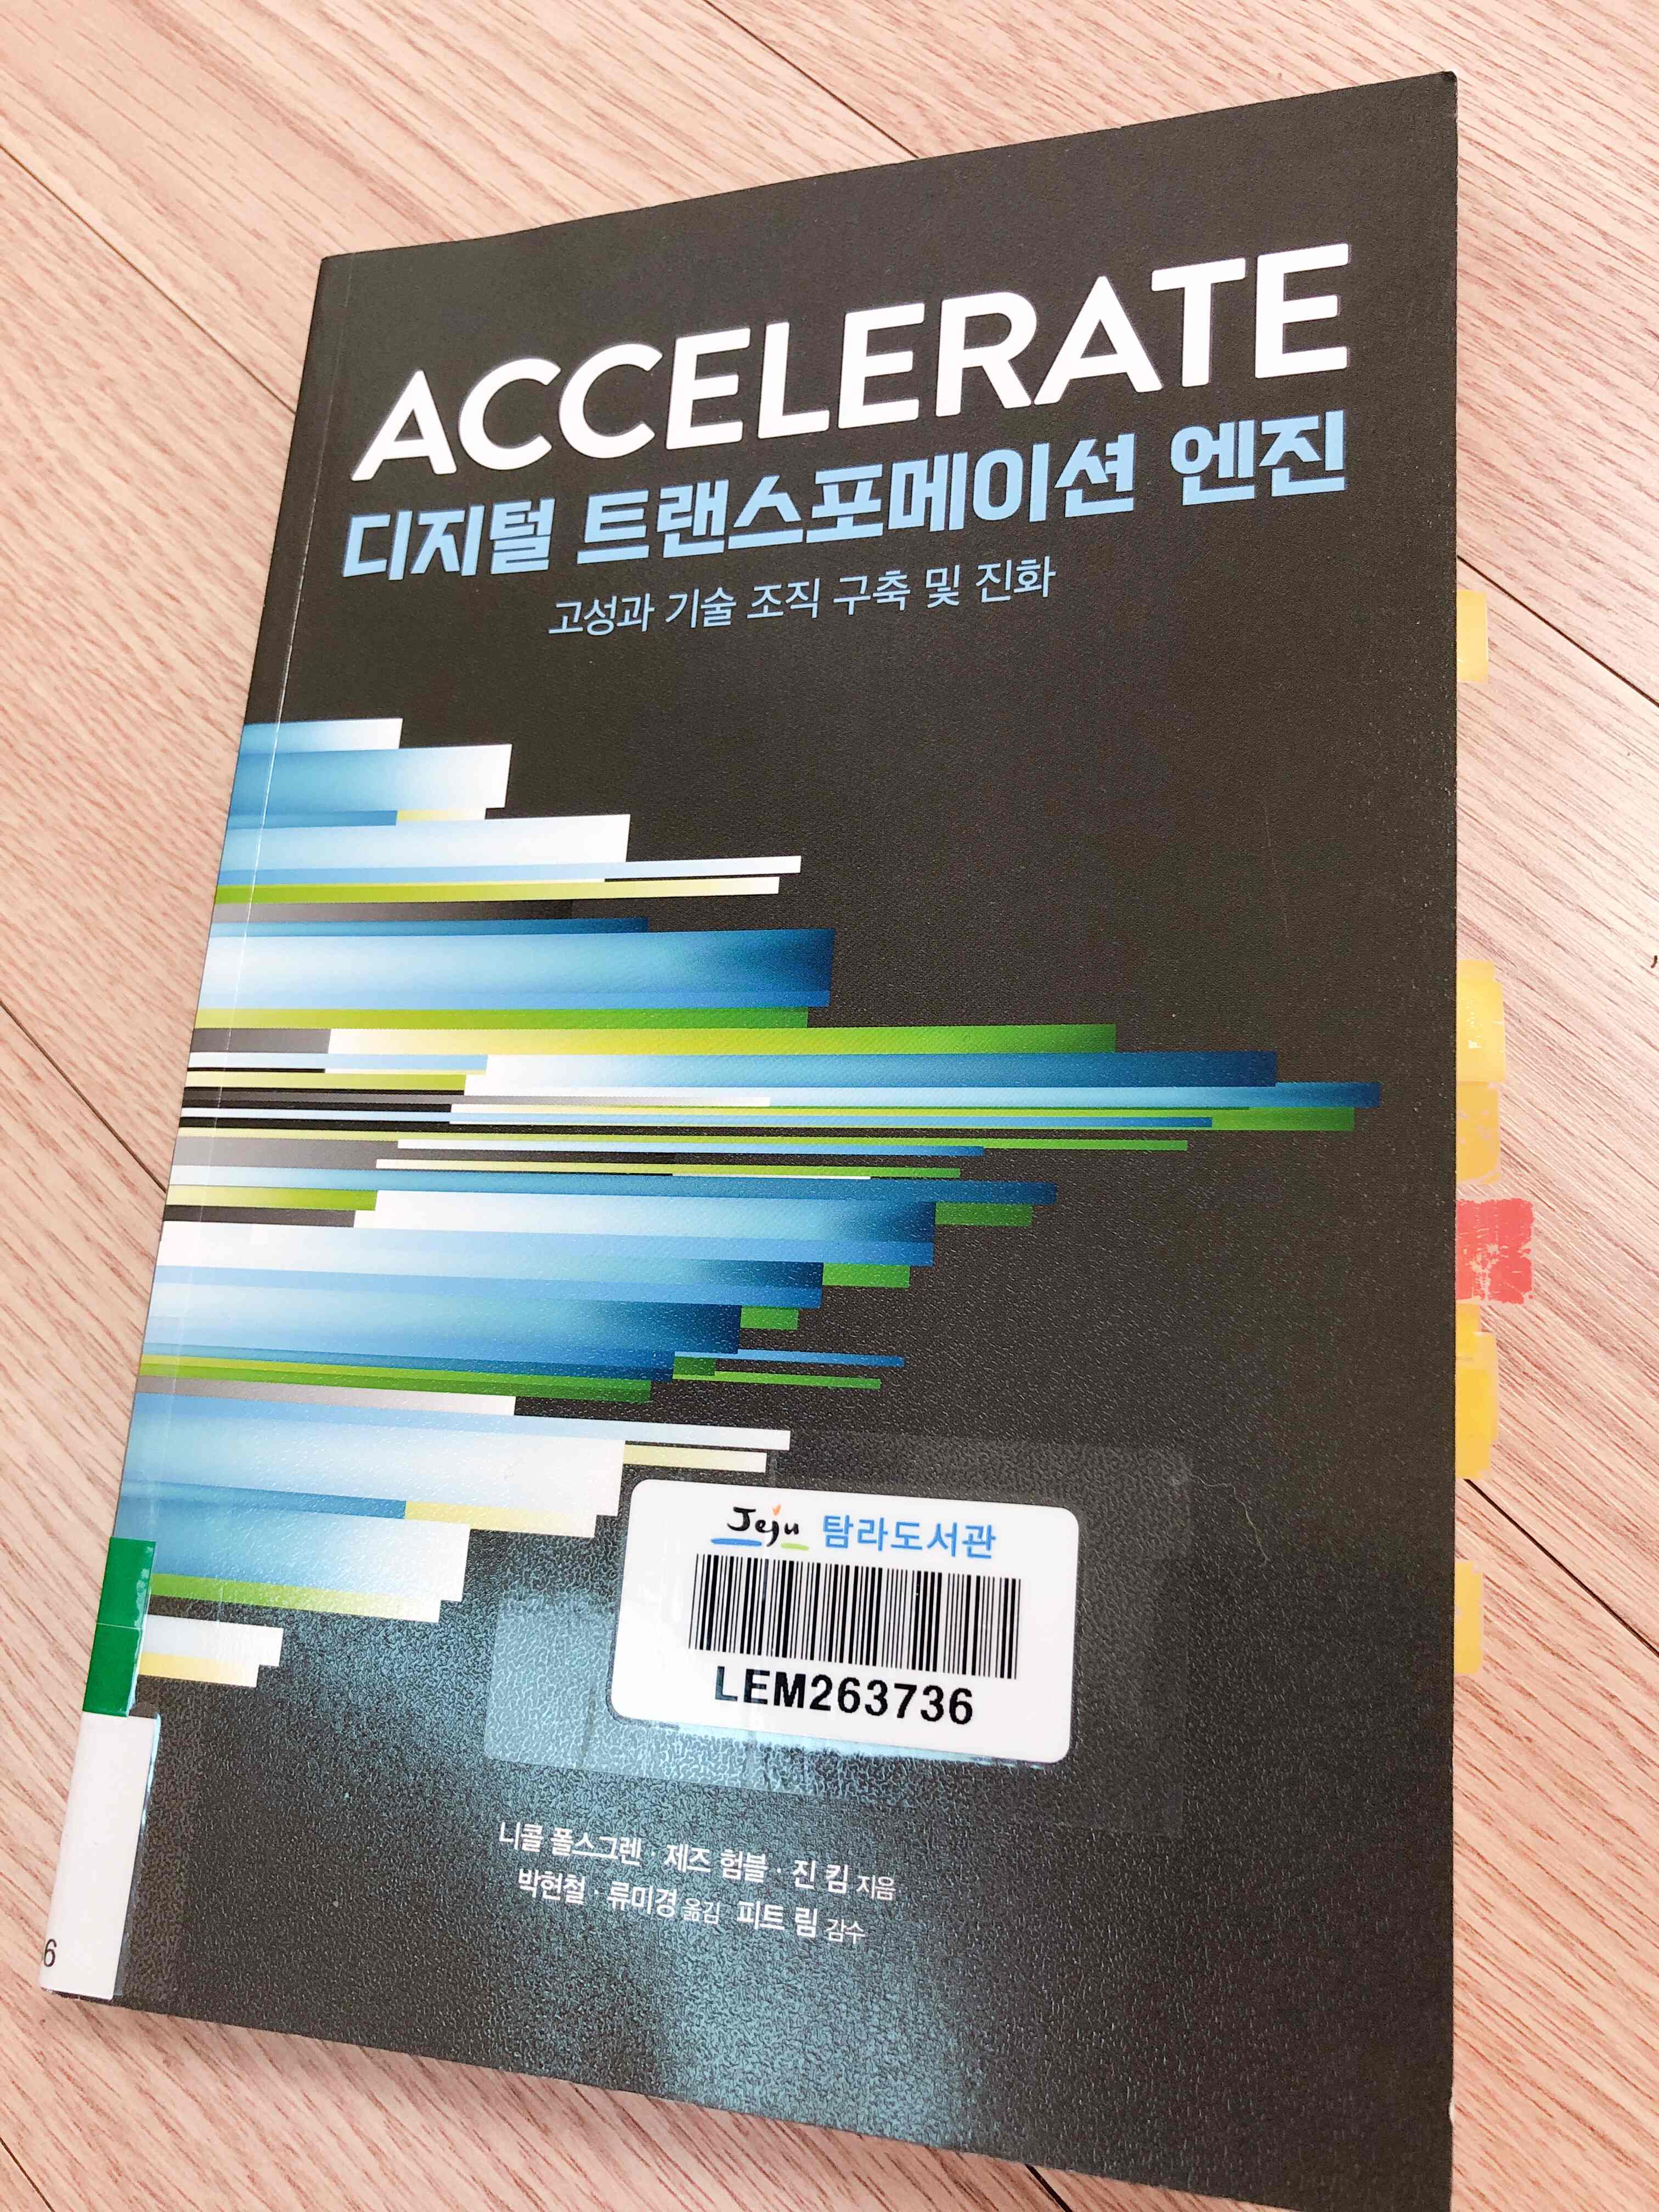 ACCELERATE
디지털 트랜스포메이션 엔진
고성과 기술 조직 구축 및 진화
Jeju 탐라도서관
LEM263736
니콜 폴스그렌 · 제즈 험블 · 진 킴 지음
박현철 · 류미경 옮김 피트 림 감수
6